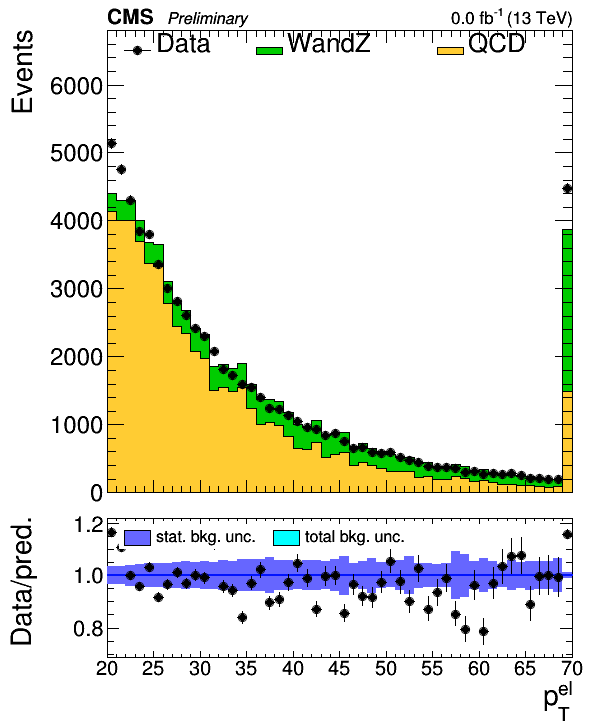 CMS Preliminary 0.0 fb⁻¹ (13 TeV)
Data WandZ QCD
Events
6000
5000
4000
3000
2000
1000
0
stat. bkg. unc. total bkg. unc.
Data/pred.
1.2
1.0
0.8
20 25 30 35 40 45 50 55 60 65 70
p_T^el